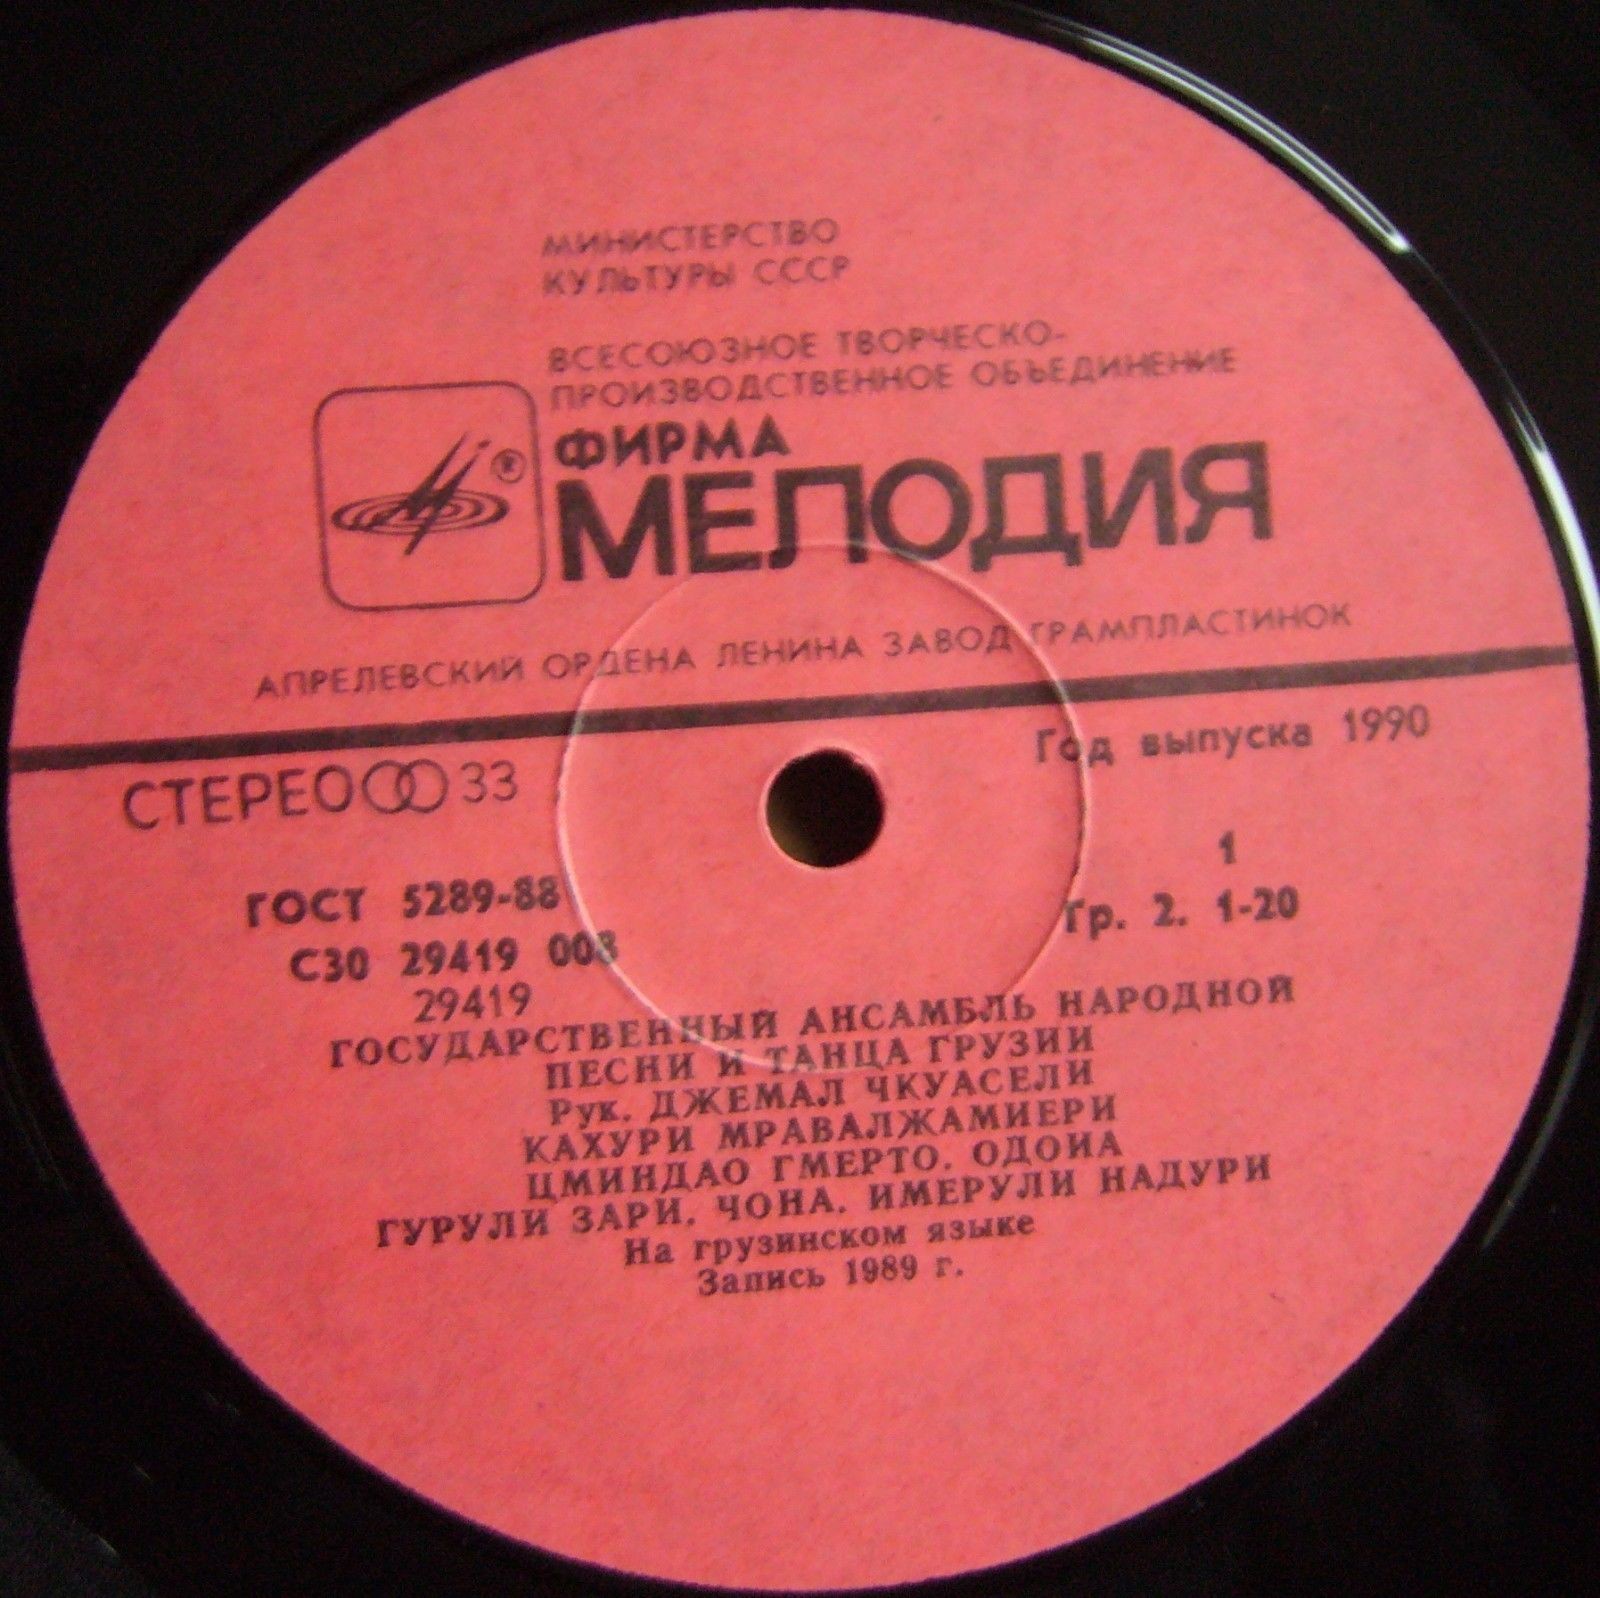 МИНИСТЕРСТВО
КУЛЬТУРЫ СССР
ВСЕСОЮЗНОЕ ТВОРЧЕСКО-
ПРОИЗВОДСТВЕННОЕ ОБЪЕДИНЕНИЕ
®
ФИРМА
МЕЛОДИЯ
АПРЕЛЕВСКИЙ ОРДЕНА ЛЕНИНА ЗАВОД ГРАМПЛАСТИНОК
СТЕРЕО 33
Год выпуска 1990
ГОСТ 5289-88
1
С30 29419 008
Гр. 2. 1-20
29419
ГОСУДАРСТВЕННЫЙ АНСАМБЛЬ НАРОДНОЙ
ПЕСНИ И ТАНЦА ГРУЗИИ
Рук. ДЖЕМАЛ ЧКУАСЕЛИ
КАХУРИ МРАВАЛЖАМИЕРИ
ЦМИНДАО ГМЕРТО. ОДОИА
ГУРУЛИ ЗАРИ. ЧОНА. ИМЕРУЛИ НАДУРИ
На грузинском языке
Запись 1989 г.